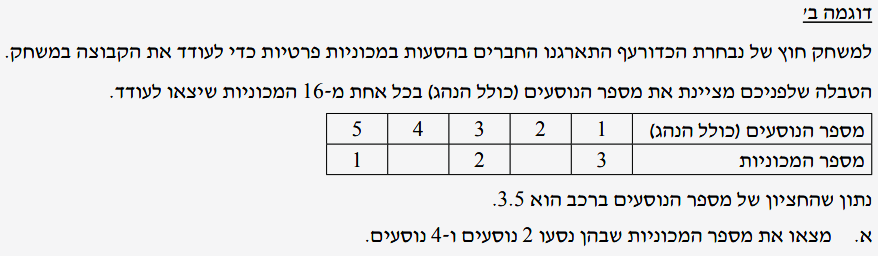 דוגמה ב'
למשחק חוץ של נבחרת הכדורעף התארגנו החברים בהסעות במכוניות פרטיות כדי לעודד את הקבוצה במשחק.
הטבלה שלפניכם מציינת את מספר הנוסעים (כולל הנהג) בכל אחת מ-16 המכוניות שיצאו לעודד.
מספר הנוסעים (כולל הנהג) 1 2 3 4 5
מספר המכוניות 3 2 1
נתון שהחציון של מספר הנוסעים ברכב הוא 3.5.
א. מצאו את מספר המכוניות שבהן נסעו 2 נוסעים ו-4 נוסעים.